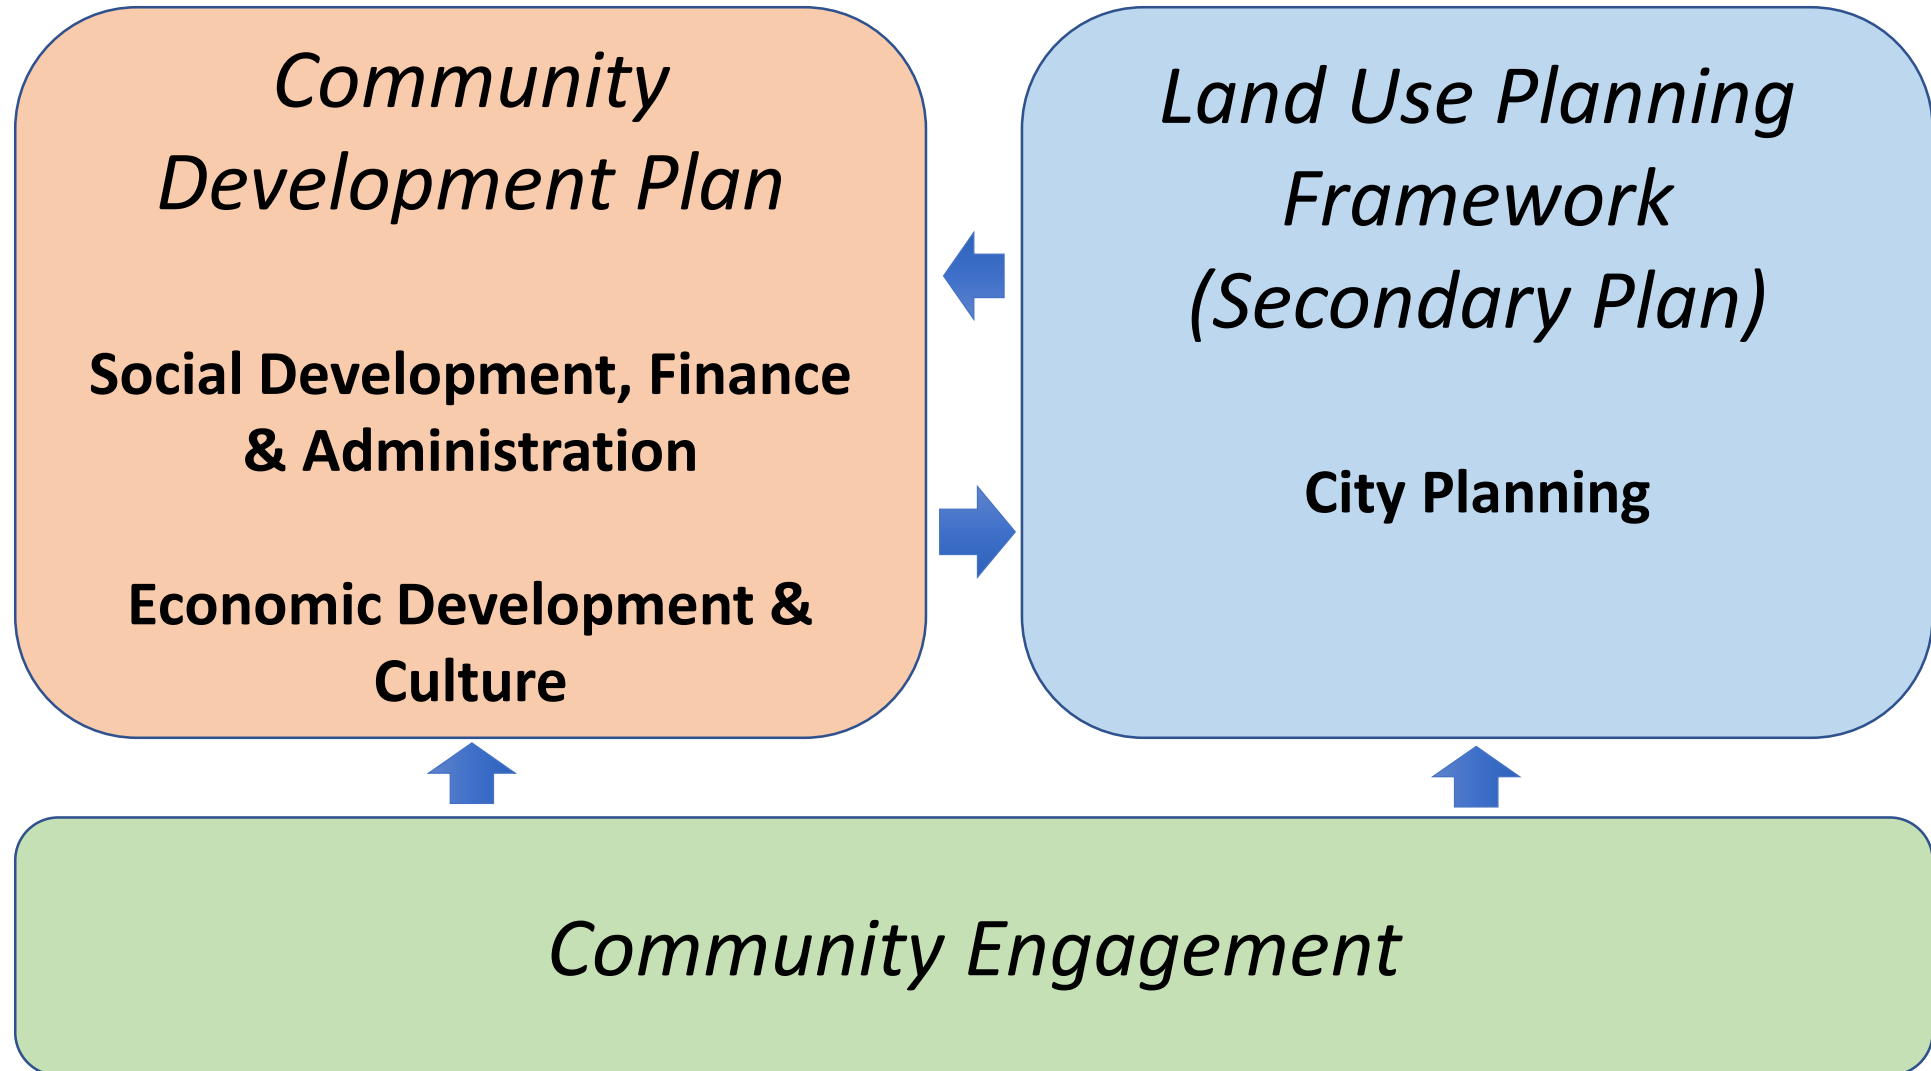 Community
Development Plan
Social Development, Finance
& Administration
Economic Development &
Culture
Land Use Planning
Framework
(Secondary Plan)
City Planning
Community Engagement